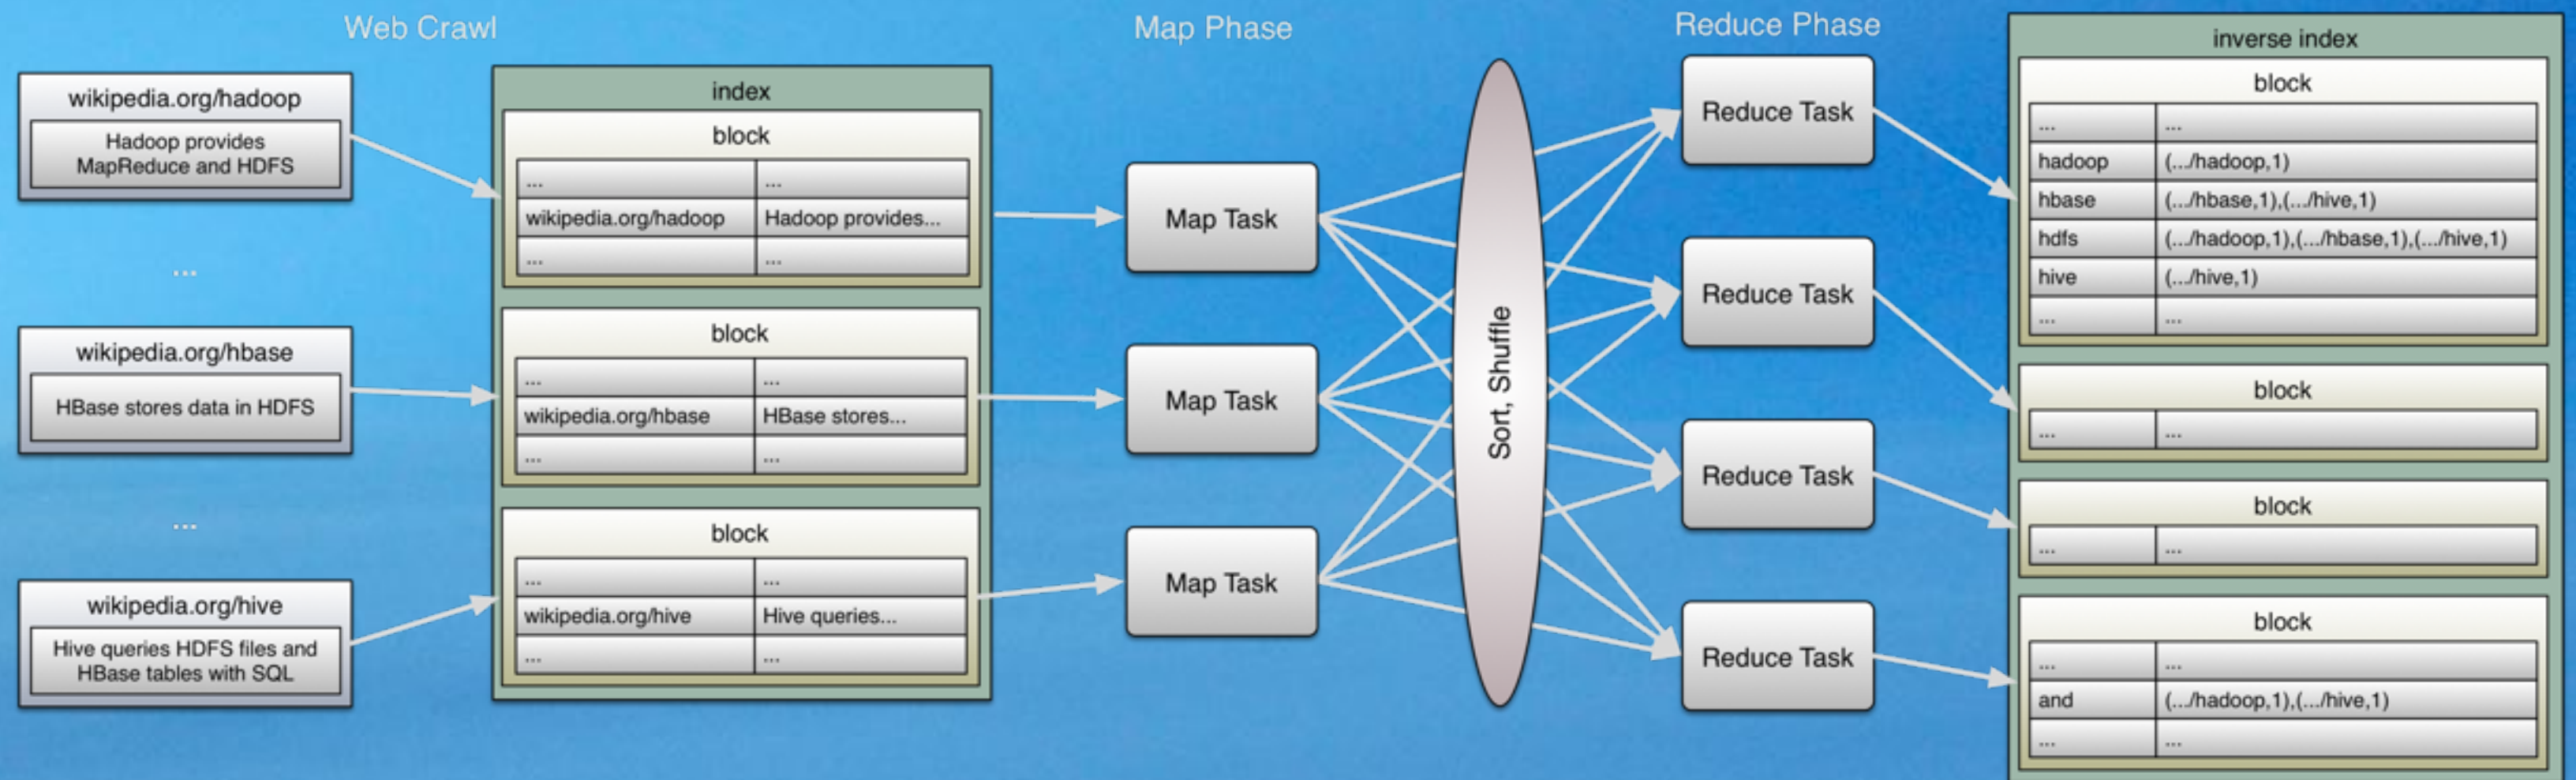 Web Crawl
wikipedia.org/hadoop
Hadoop provides
MapReduce and HDFS
...
wikipedia.org/hbase
HBase stores data in HDFS
...
wikipedia.org/hive
Hive queries HDFS files and
HBase tables with SQL
index
block
... ...
wikipedia.org/hadoop Hadoop provides...
... ...
block
... ...
wikipedia.org/hbase HBase stores...
... ...
block
... ...
wikipedia.org/hive Hive queries...
... ...
Map Phase
Map Task
Map Task
Map Task
Sort, Shuffle
Reduce Phase
Reduce Task
Reduce Task
Reduce Task
Reduce Task
inverse index
block
... ...
hadoop (.../hadoop,1)
hbase (.../hbase,1),(.../hive,1)
hdfs (.../hadoop,1),(.../hbase,1),(.../hive,1)
hive (.../hive,1)
... ...
block
... ...
block
... ...
block
... ...
and (.../hadoop,1),(.../hive,1)
... ...